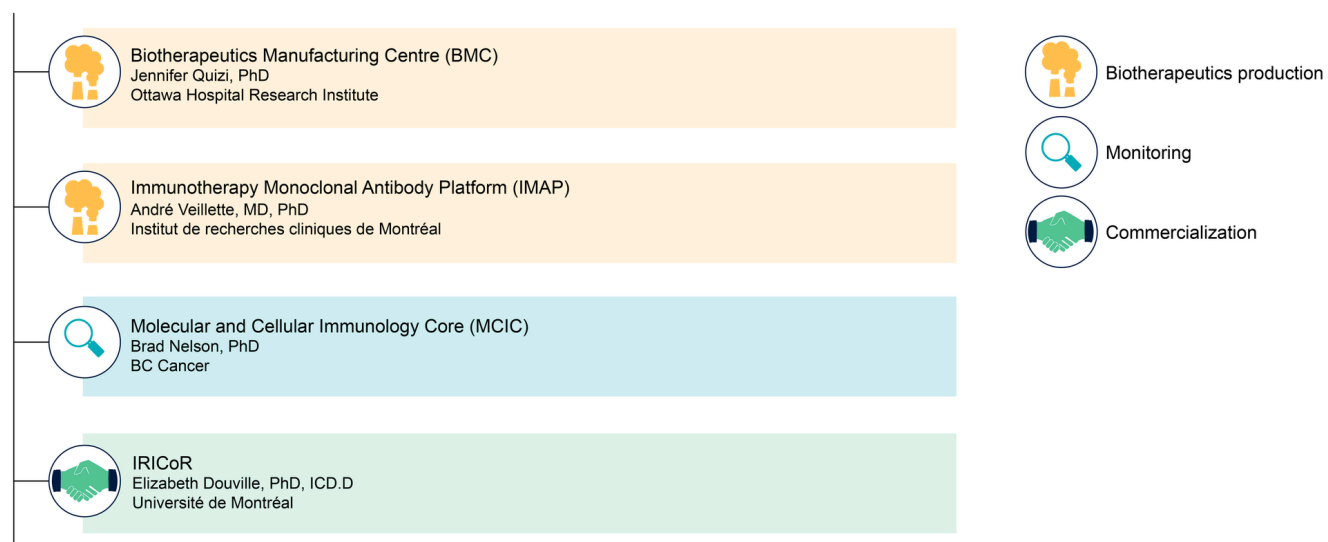 Biotherapeutics Manufacturing Centre (BMC)
Jennifer Quizi, PhD
Ottawa Hospital Research Institute
Immunotherapy Monoclonal Antibody Platform (IMAP)
André Veillette, MD, PhD
Institut de recherches cliniques de Montréal
Molecular and Cellular Immunology Core (MCIC)
Brad Nelson, PhD
BC Cancer
IRICoR
Elizabeth Douville, PhD, ICD.D
Université de Montréal
Biotherapeutics production
Monitoring
Commercialization